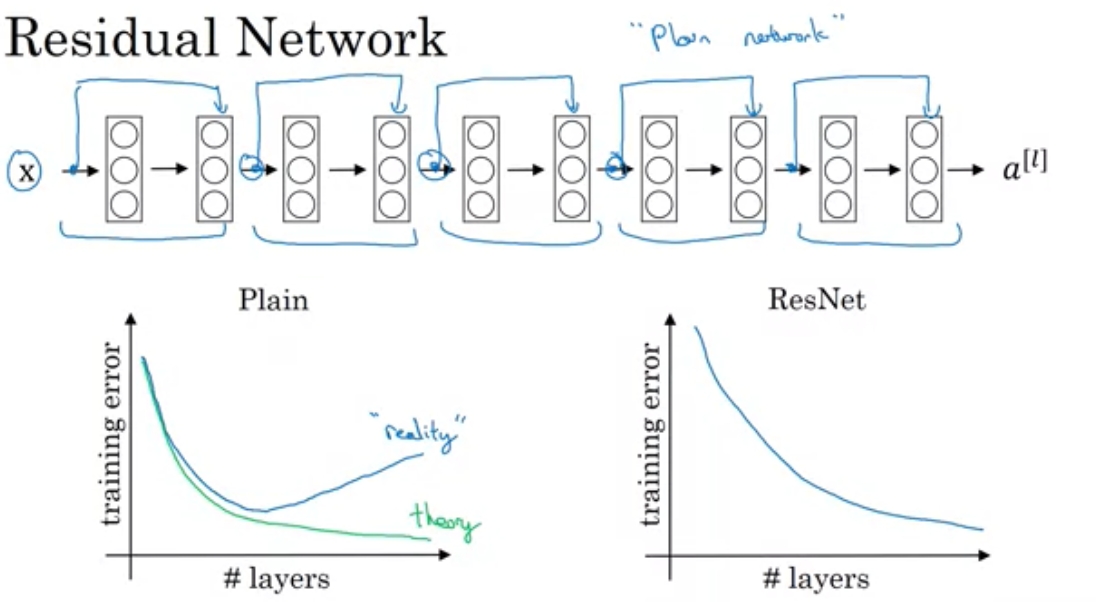 Residual Network
"Plain network"
x
a[l]
Plain
ResNet
training error
"reality"
theory
# layers
training error
# layers